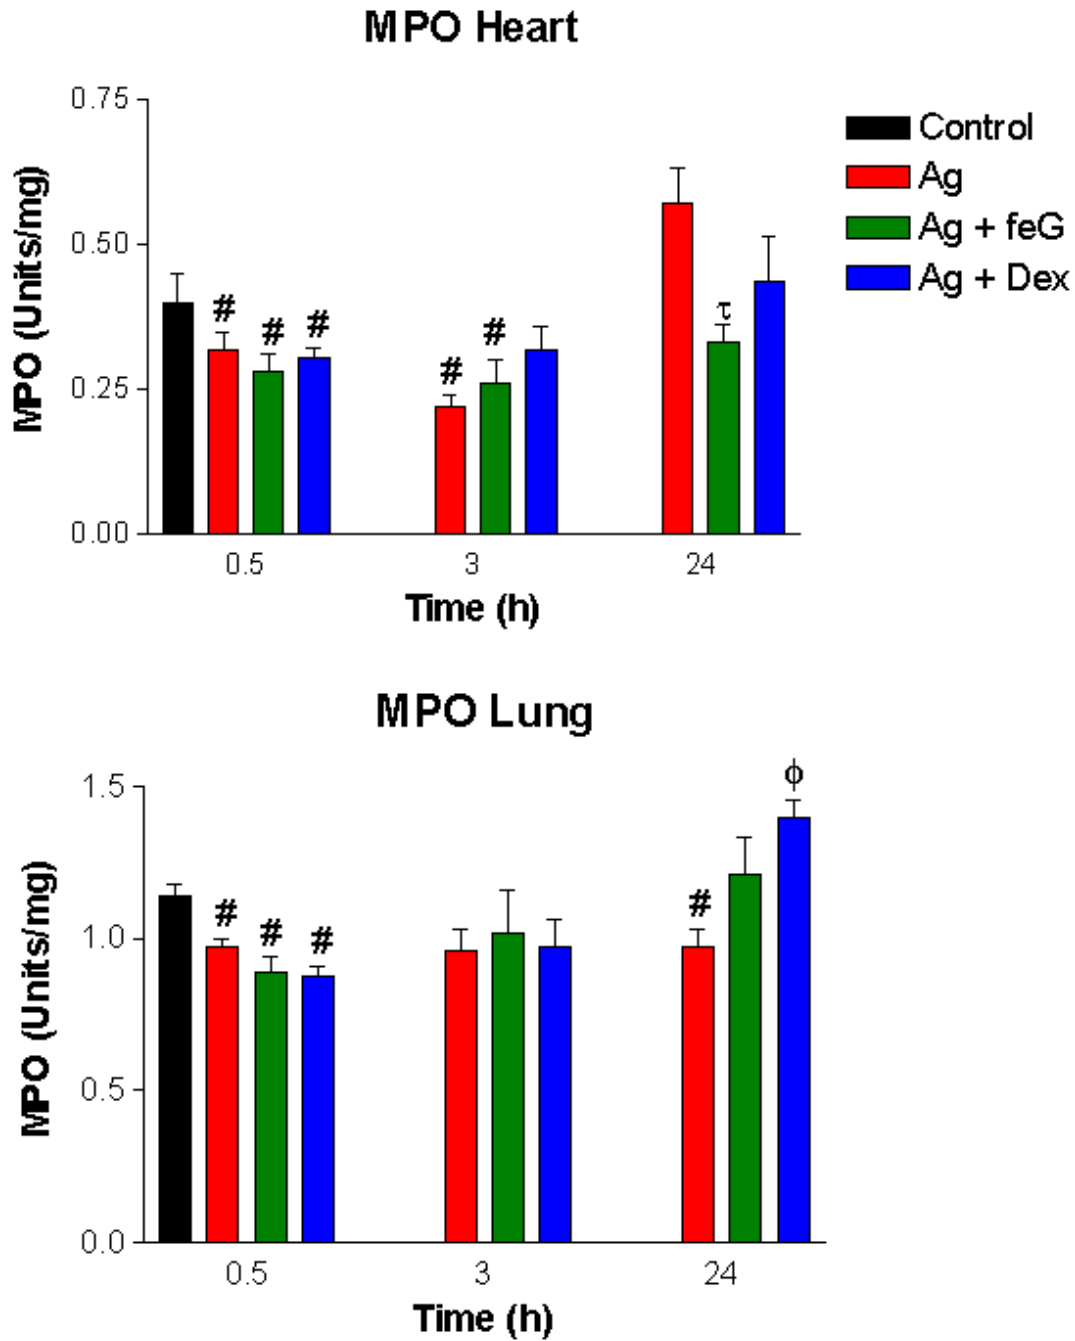 MPO Heart
0.75
0.50
0.25
0.00
MPO (Units/mg)
Control
Ag
Ag + feG
Ag + Dex
# # #
# #
τ
0.5 3 24
Time (h)
MPO Lung
1.5
1.0
0.5
0.0
MPO (Units/mg)
# # #
#
ϕ
0.5 3 24
Time (h)